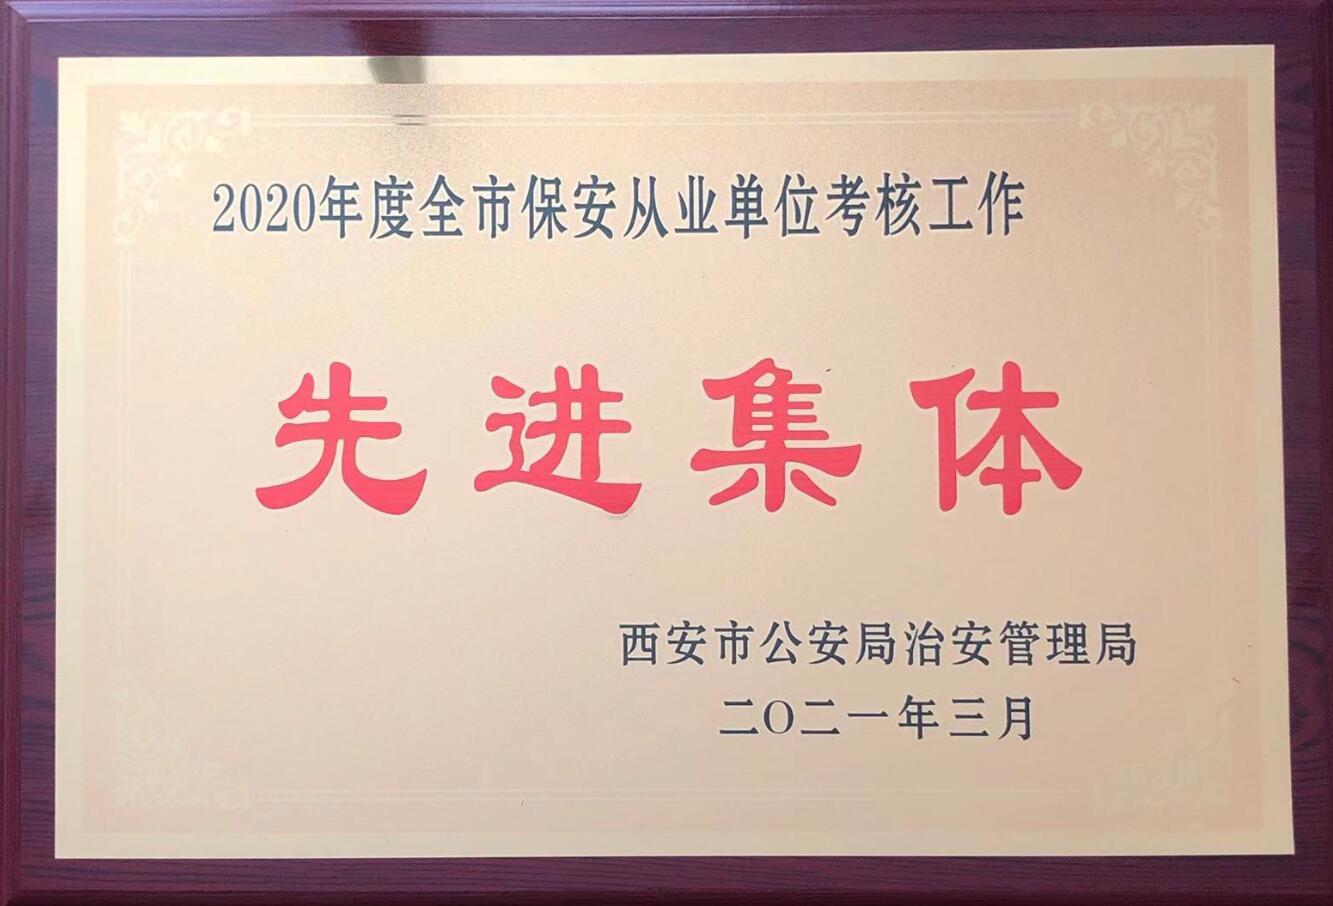 2020年度全市保安从业单位考核工作
先进集体
西安市公安局治安管理局
二〇二一年三月